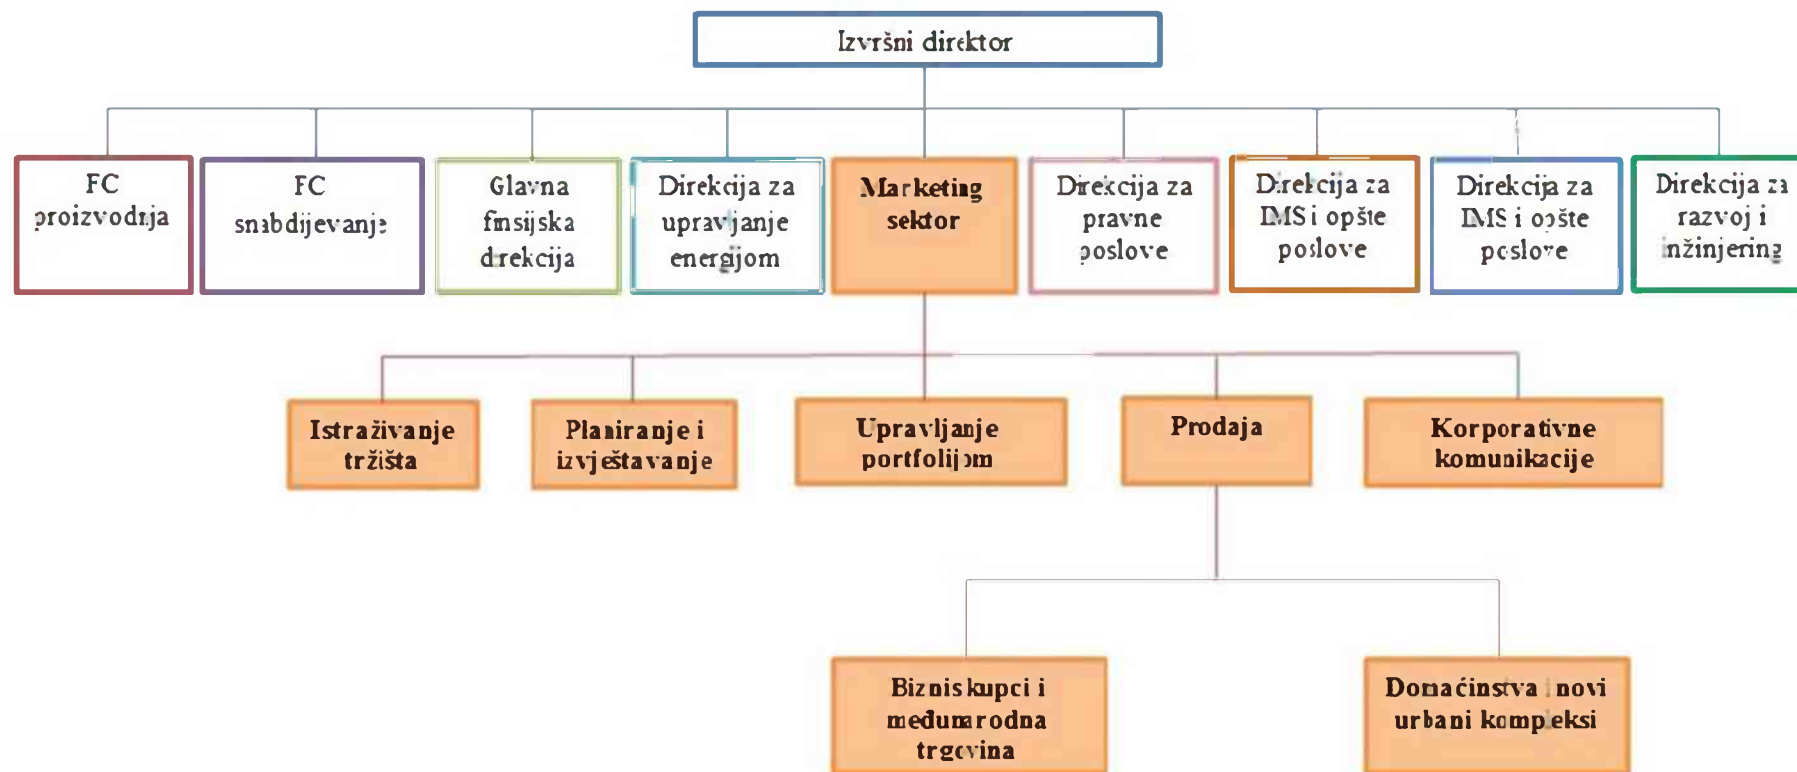 Izvršni direktor
FC
proizvodnja
FC
snabdijevanje
Glavna
finsijska
direkcija
Direkcija za
upravljanje
energijom
Marketing
sektor
Direkcija za
pravne
poslove
Direkcija za
IMS i opšte
poslove
Direkcija za
IMS i opšte
poslove
Direkcija za
razvoj i
inžinjering
Istraživanje
tržišta
Planiranje i
izvještavanje
Upravljanje
portfolijom
Prodaja
Korporativne
komunikacije
Biznis kupci i
međunarodna
trgovina
Domaćinstva i novi
urbani kompleksi